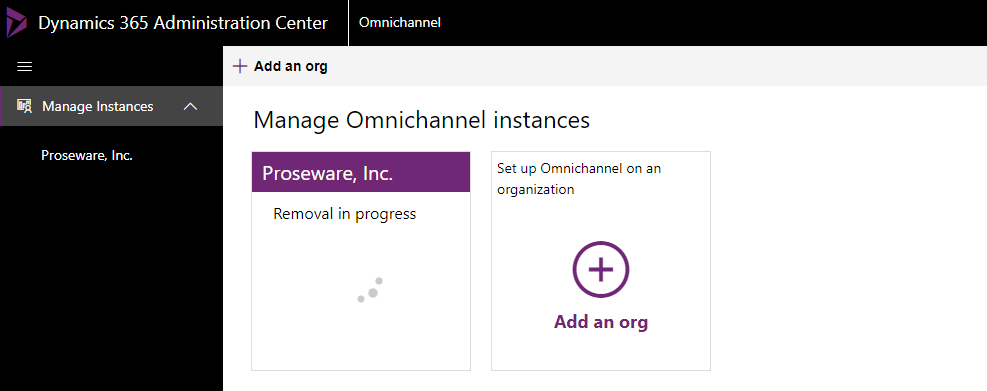 Dynamics 365 Administration Center
Omnichannel
Add an org
Manage Instances
Proseware, Inc.
Manage Omnichannel instances
Proseware, Inc.
Removal in progress
Set up Omnichannel on an
organization
Add an org